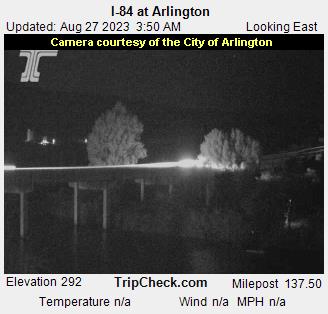 I-84 at Arlington
Updated: Aug 27 2023 3:50 AM Looking East
Camera courtesy of the City of Arlington
Elevation 292 TripCheck.com Milepost 137.50
Temperature n/a Wind n/a MPH n/a